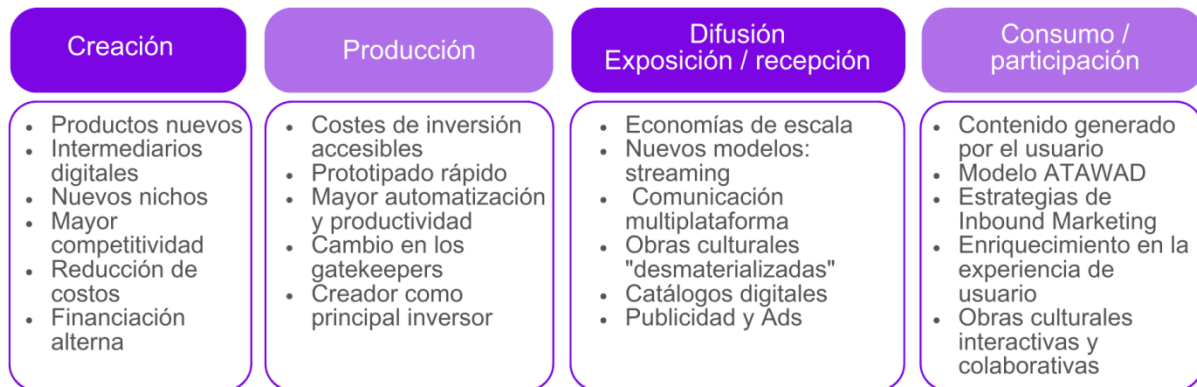 Creación
• Productos nuevos
• Intermediarios
digitales
• Nuevos nichos
• Mayor
competitividad
• Reducción de
costos
• Financiación
alterna
Producción
• Costes de inversión
accesibles
• Prototipado rápido
• Mayor automatización
y productividad
• Cambio en los
gatekeepers
• Creador como
principal inversor
Difusión
Exposición / recepción
• Economías de escala
• Nuevos modelos:
streaming
• Comunicación
multiplataforma
• Obras culturales
"desmaterializadas"
• Catálogos digitales
• Publicidad y Ads
Consumo /
participación
• Contenido generado
por el usuario
• Modelo ATAWAD
• Estrategias de
Inbound Marketing
• Enriquecimiento en la
experiencia de
usuario
• Obras culturales
interactivas y
colaborativas